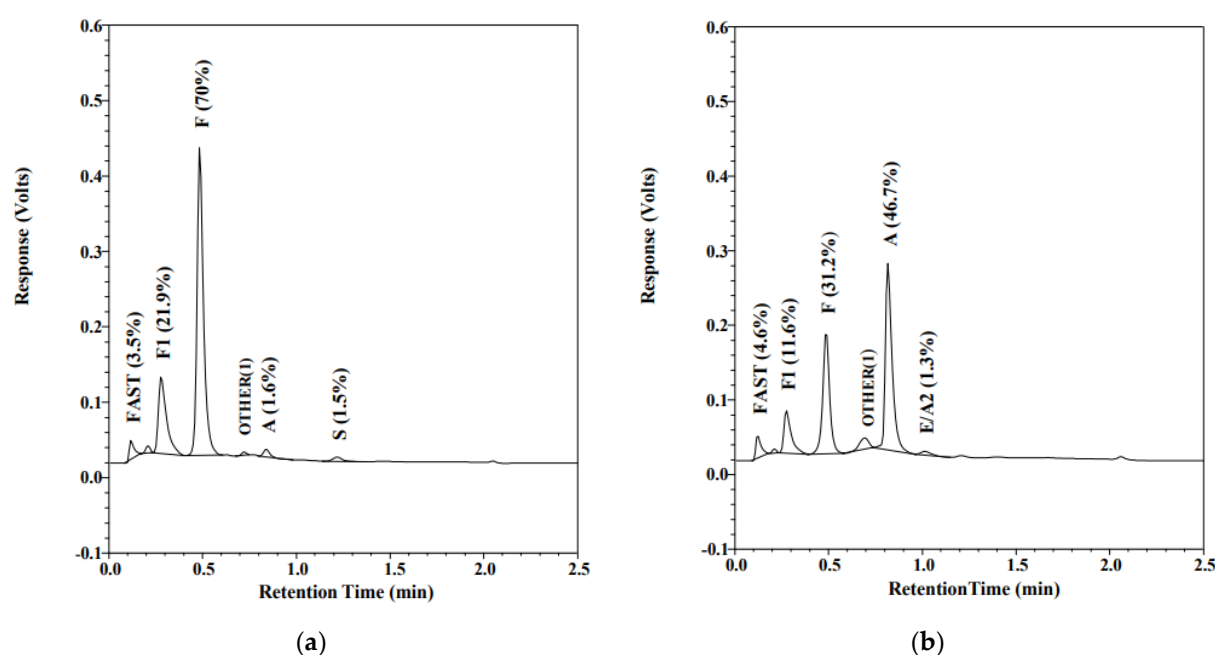 0.6
0.5
0.4
0.3
0.2
0.1
0.0
-0.1
Response (Volts)
FAST (3.5%)
F1 (21.9%)
F (70%)
OTHER(1)
A (1.6%)
S (1.5%)
0.0 0.5 1.0 1.5 2.0 2.5
Retention Time (min)
(a)
0.6
0.5
0.4
0.3
0.2
0.1
0.0
-0.1
Response (Volts)
FAST (4.6%)
F1 (11.6%)
F (31.2%)
OTHER(1)
A (46.7%)
E/A2 (1.3%)
0.0 0.5 1.0 1.5 2.0 2.5
RetentionTime (min)
(b)